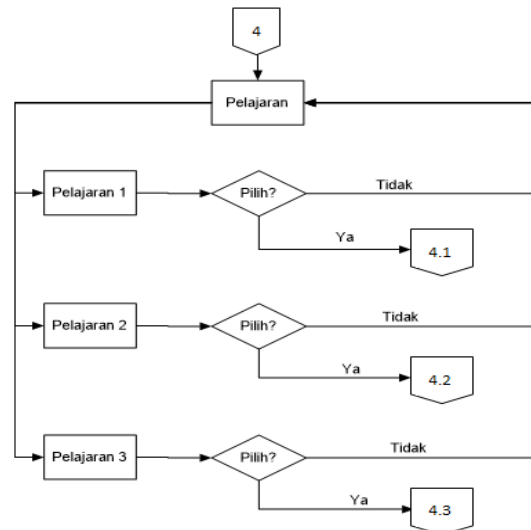 4
Pelajaran
Pelajaran 1
Pilih?
Tidak
Ya
4.1
Pelajaran 2
Pilih?
Tidak
Ya
4.2
Pelajaran 3
Pilih?
Tidak
Ya
4.3